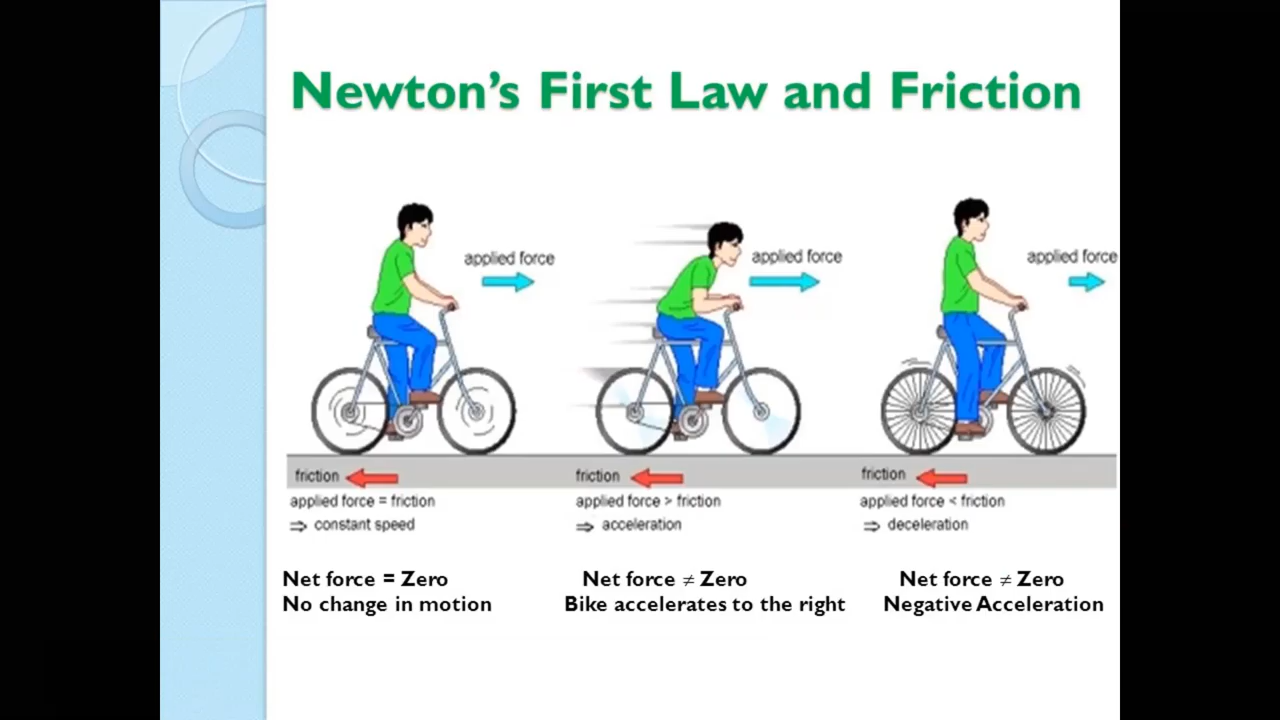 Newton's First Law and Friction
applied force
applied force
applied force
friction
friction
friction
applied force = friction
⇒ constant speed
applied force > friction
⇒ acceleration
applied force < friction
⇒ deceleration
Net force = Zero
No change in motion
Net force ≠ Zero
Bike accelerates to the right
Net force ≠ Zero
Negative Acceleration